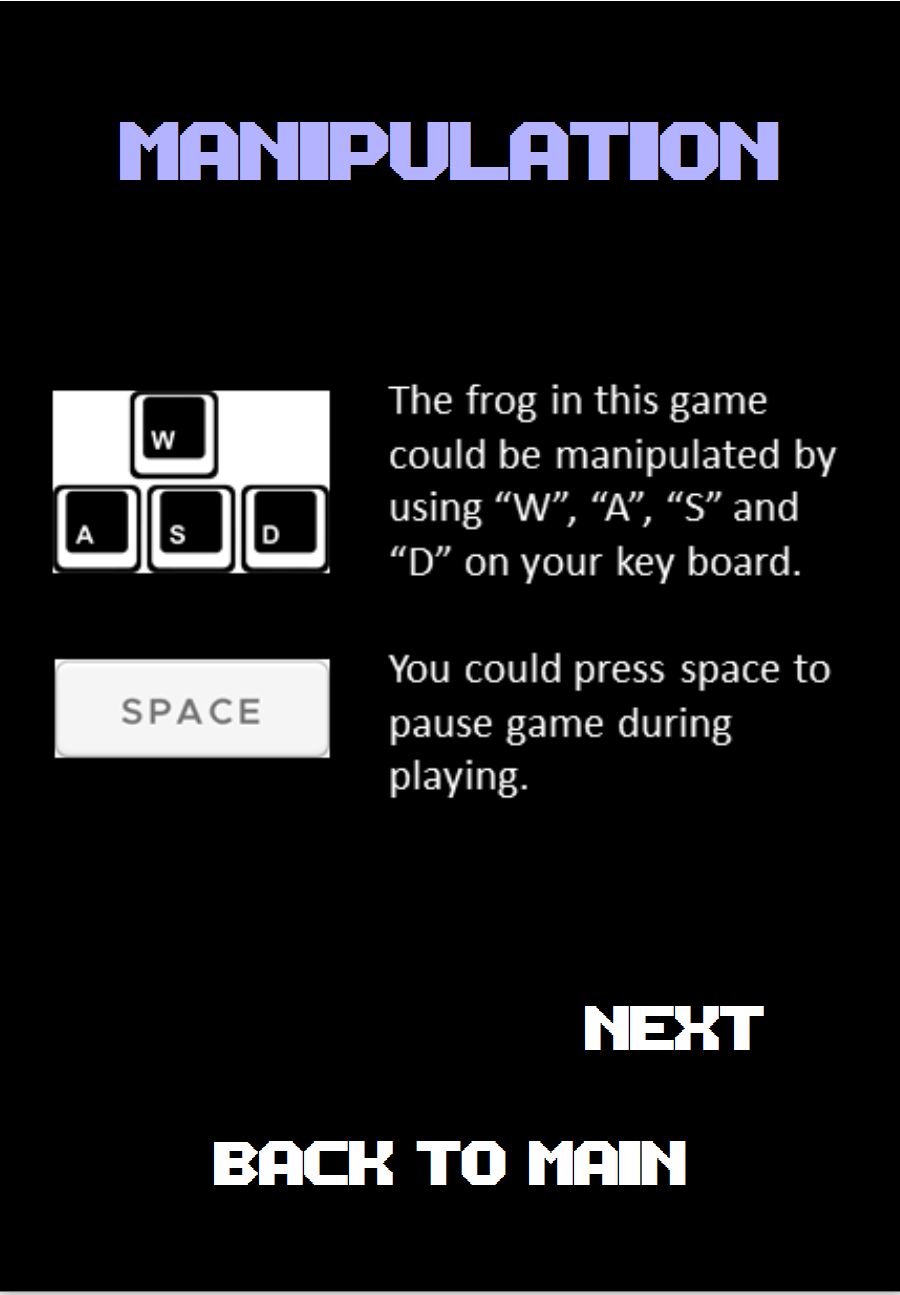 MANIPULATION
W
A S D
The frog in this game
could be manipulated by
using “W”, “A”, “S” and
“D” on your key board.
SPACE
You could press space to
pause game during
playing.
NEXT
BACK TO MAIN